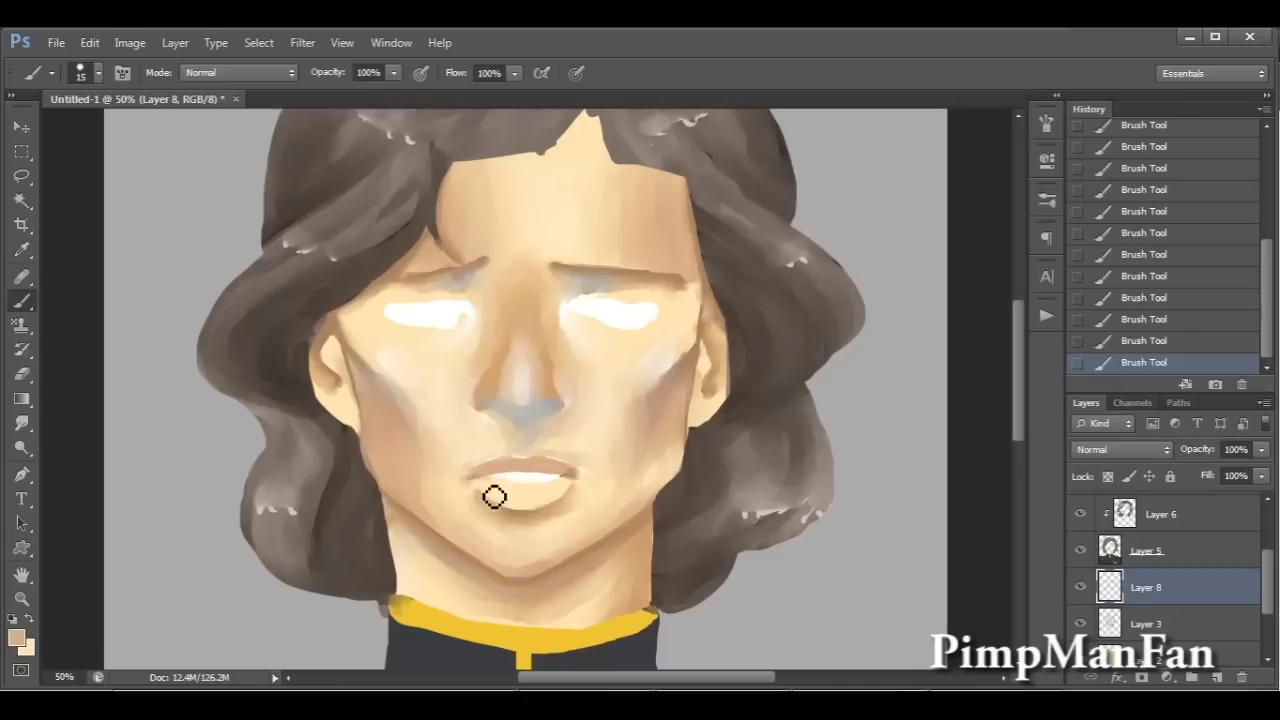 Ps File Edit Image Layer Type Select Filter View Window Help
15 Mode: Normal Opacity: 100% Flow: 100% Essentials
Untitled-1 @ 50% (Layer 8, RGB/8) * ×
History
Brush Tool
Brush Tool
Brush Tool
Brush Tool
Brush Tool
Brush Tool
Brush Tool
Brush Tool
Brush Tool
Brush Tool
Brush Tool
Brush Tool
Layers Channels Paths
Kind
Normal Opacity: 100%
Lock: Fill: 100%
Layer 6
Layer 5
Layer 8
Layer 3
PimpManFan
50% Doc: 12.4M/126.2M
fx